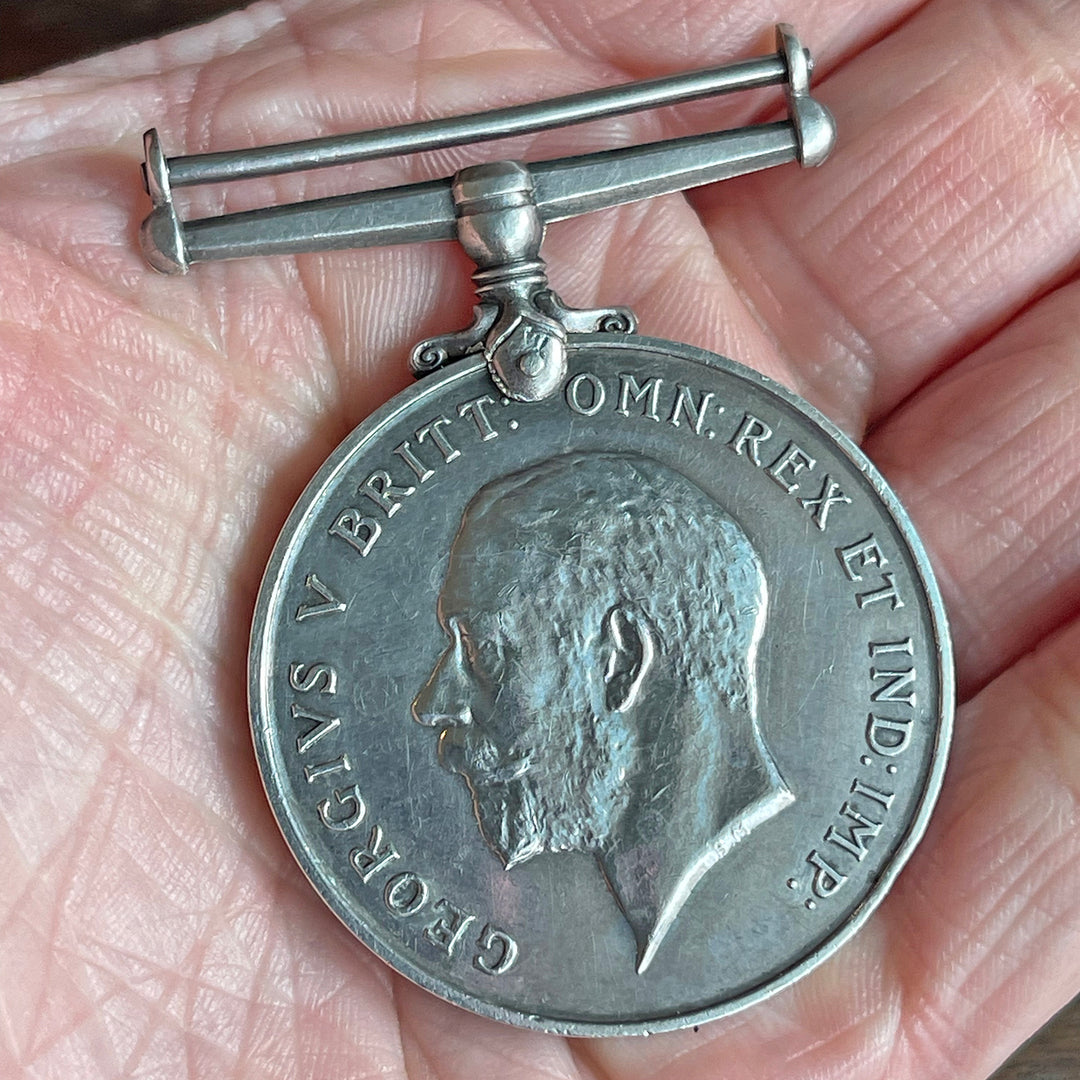 GEORGIVS V BRITT: OMN: REX ET IND: IMP: